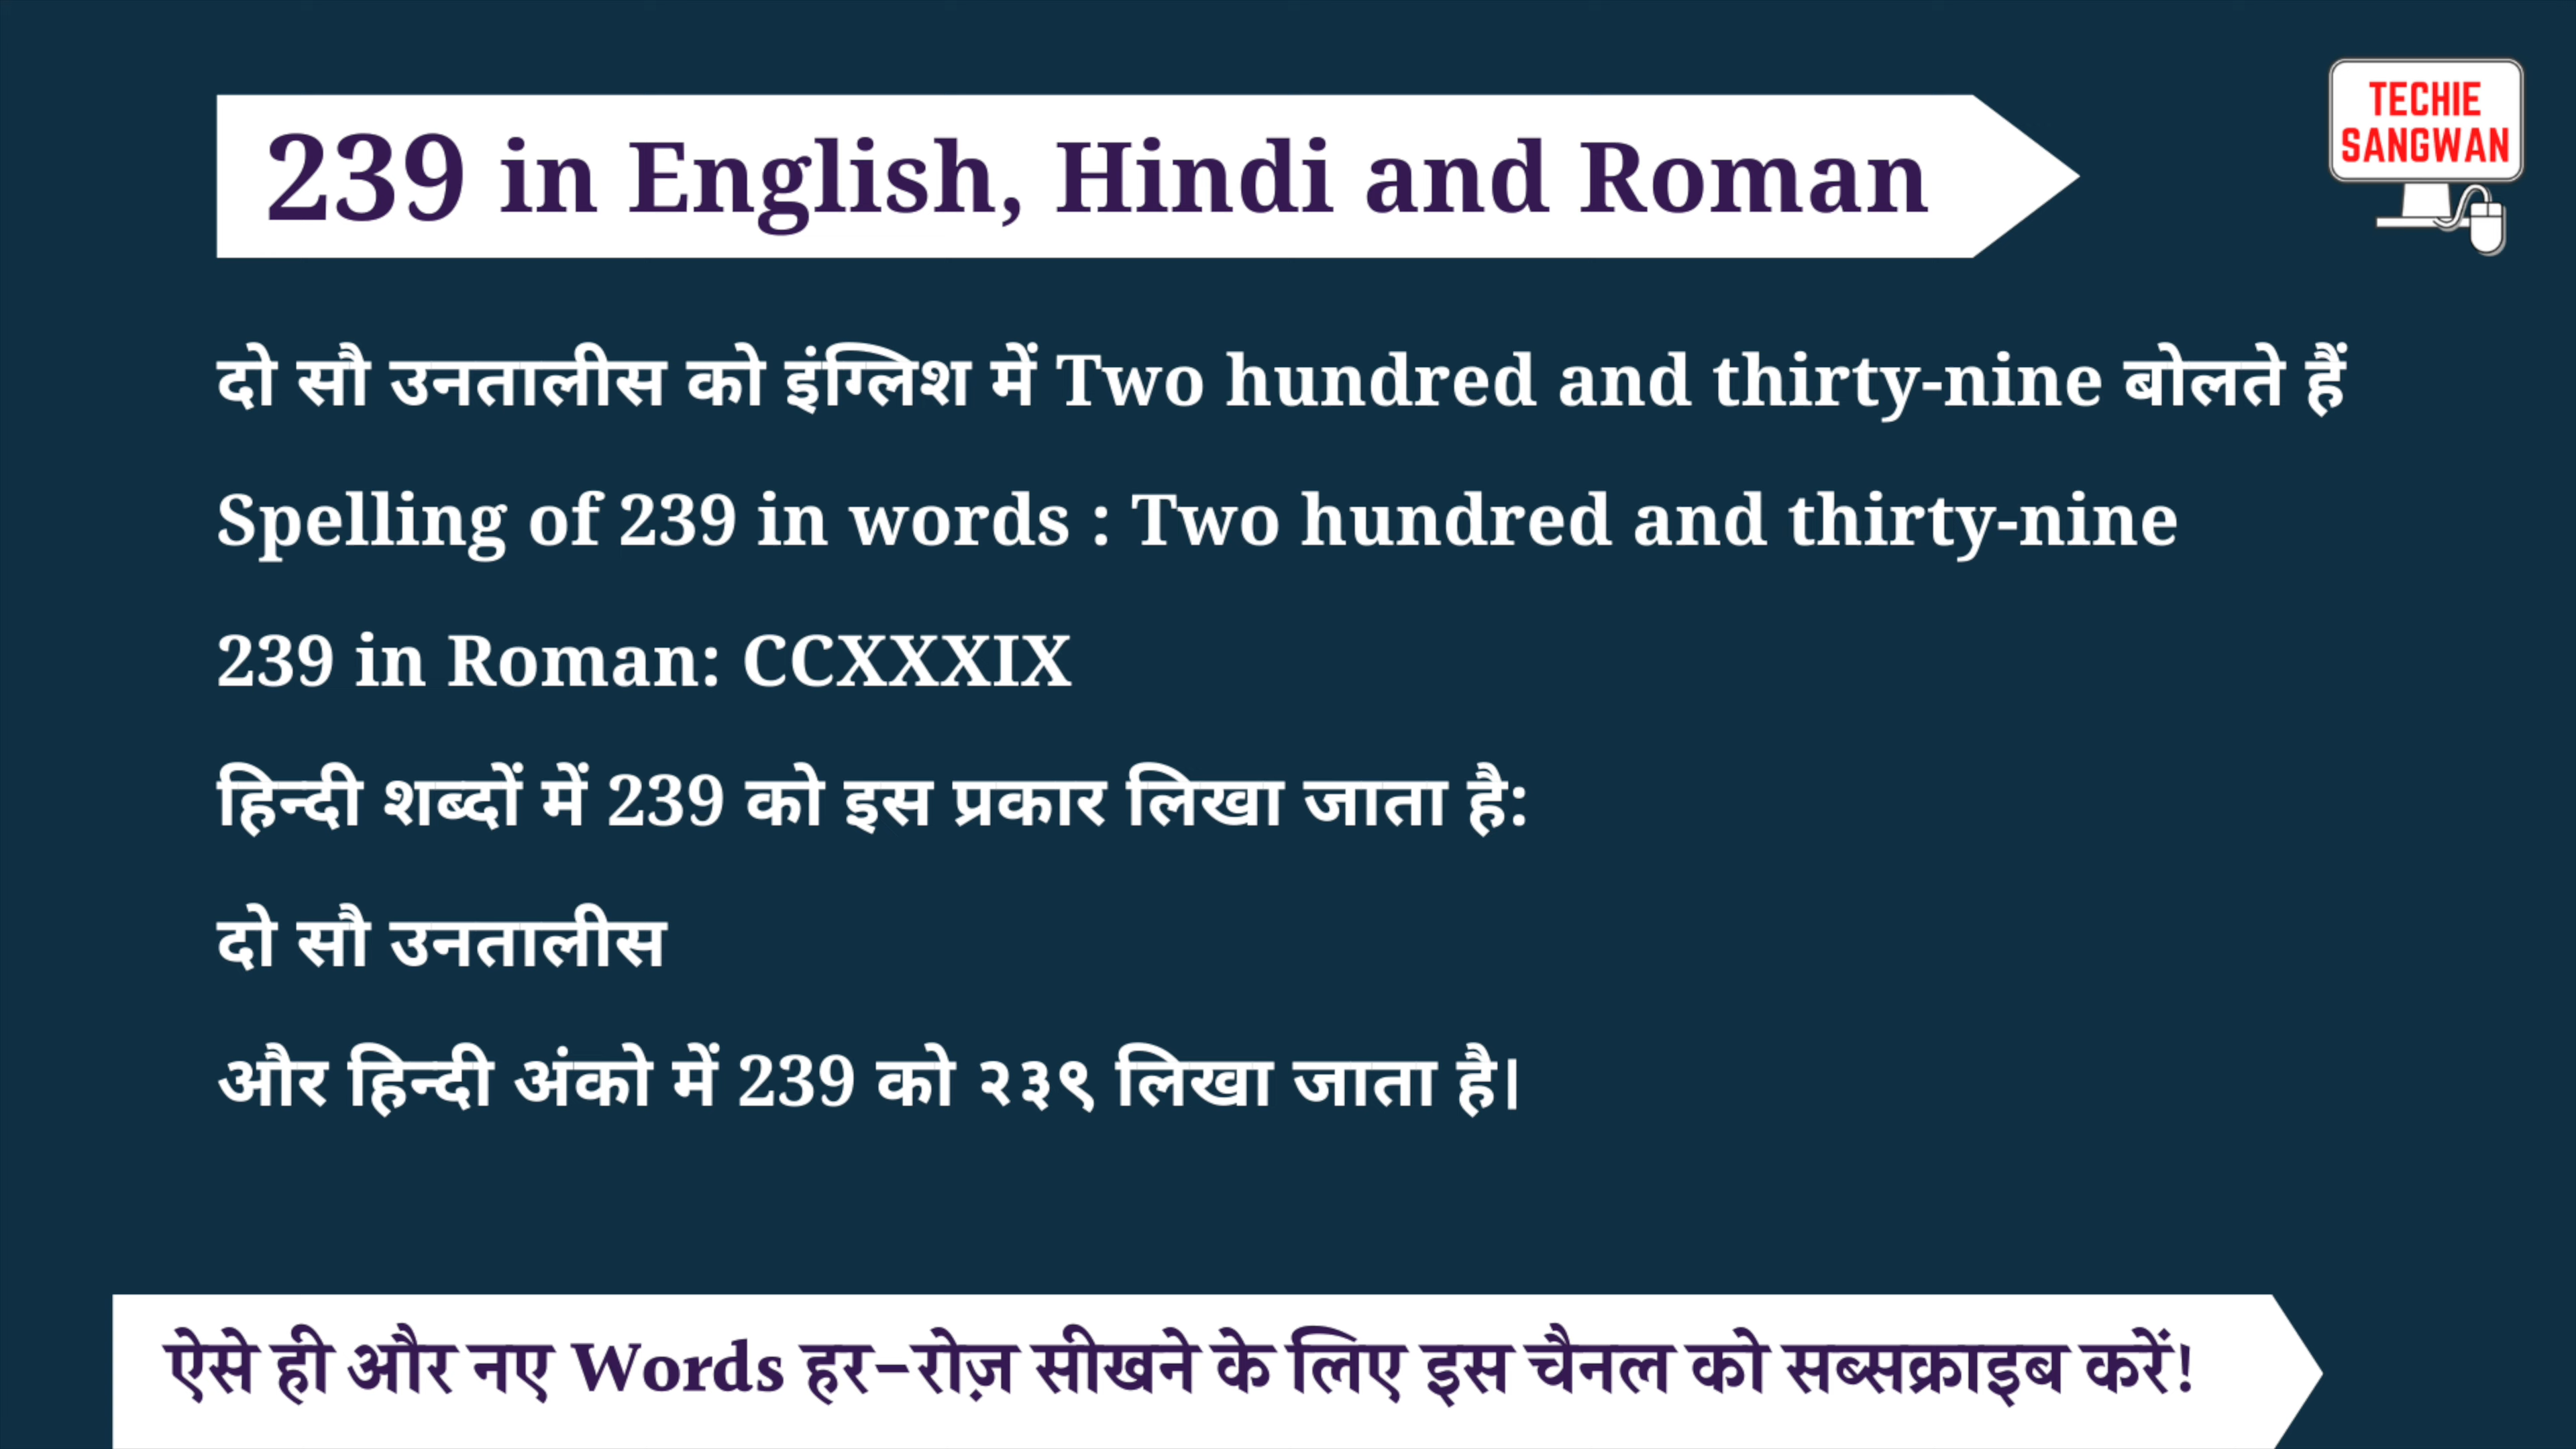 239 in English, Hindi and Roman
TECHIE
SANGWAN
दो सौ उनतालीस को इंग्लिश में Two hundred and thirty-nine बोलते हैं
Spelling of 239 in words : Two hundred and thirty-nine
239 in Roman: CCXXXIX
हिन्दी शब्दों में 239 को इस प्रकार लिखा जाता है:
दो सौ उनतालीस
और हिन्दी अंको में 239 को २३९ लिखा जाता है।
ऐसे ही और नए Words हर-रोज़ सीखने के लिए इस चैनल को सब्सक्राइब करें!